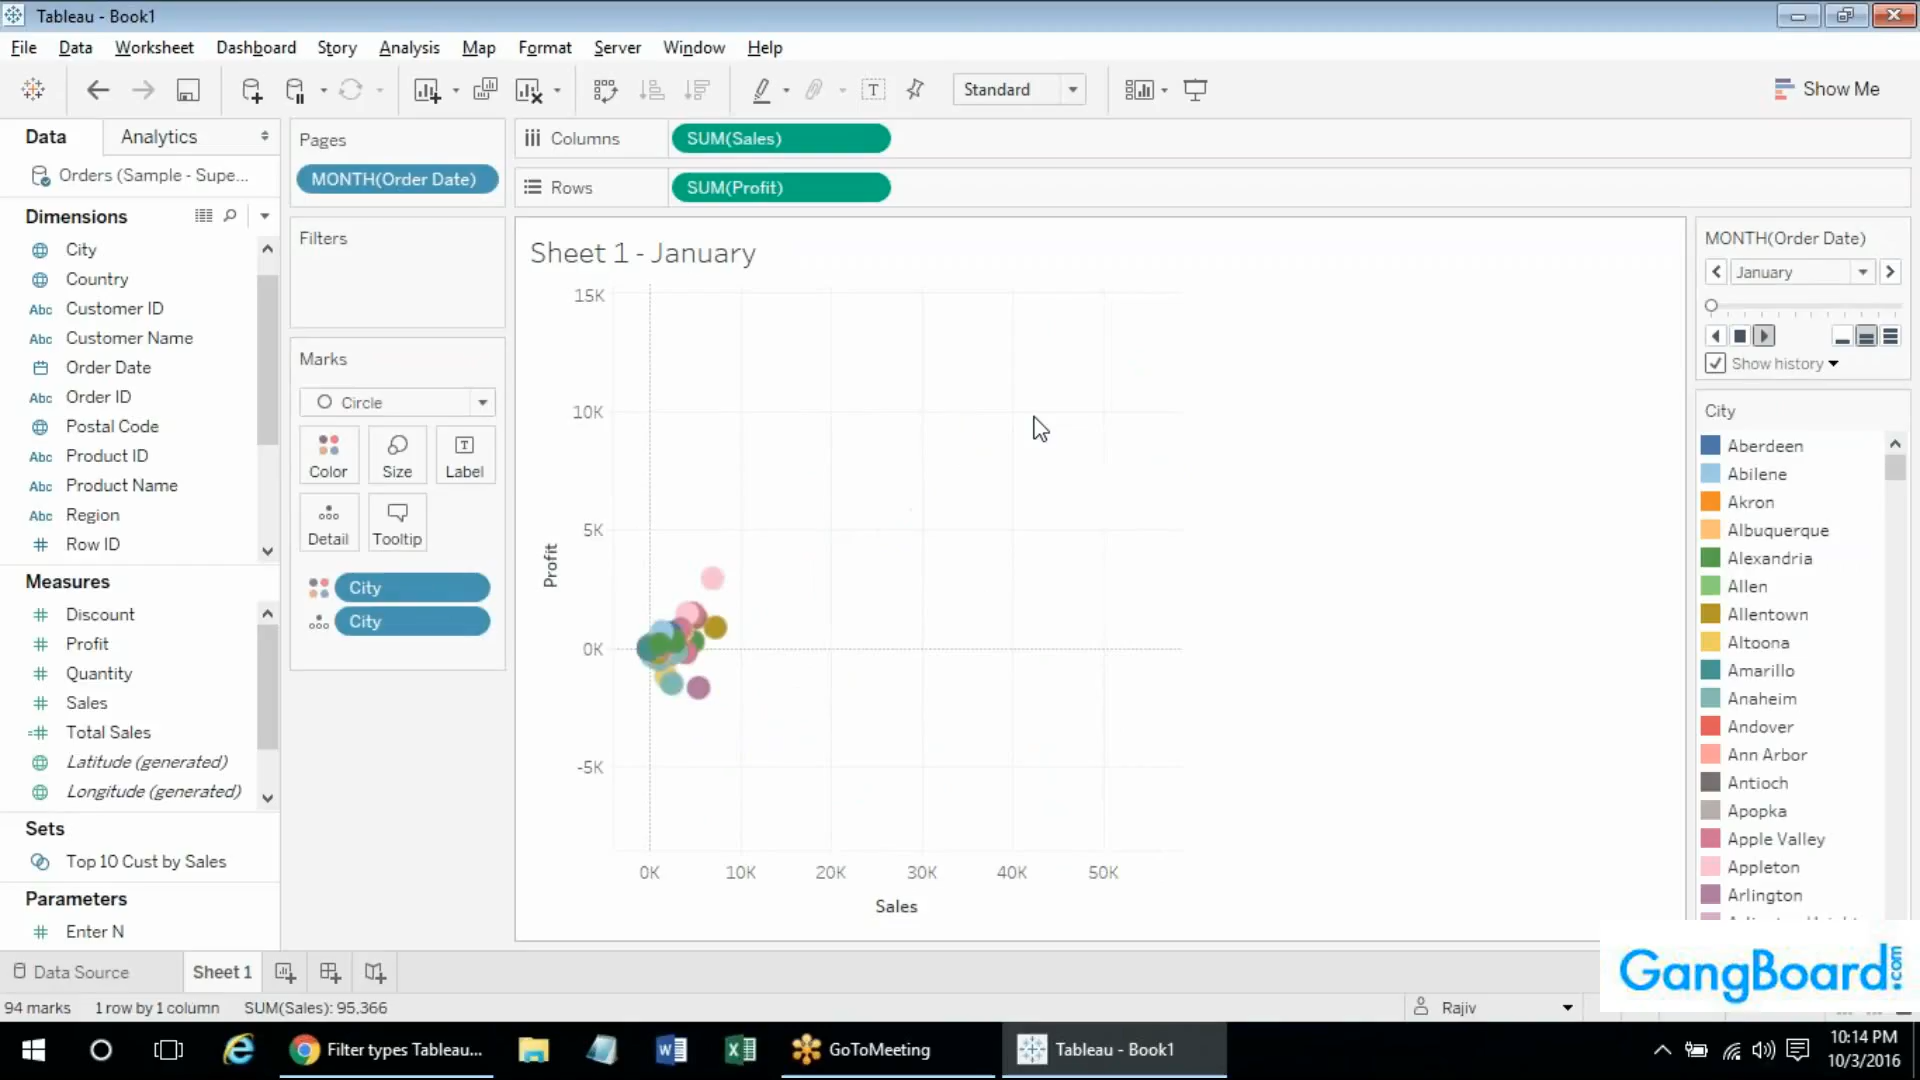 Tableau - Book1
File Data Worksheet Dashboard Story Analysis Map Format Server Window Help
Standard
Show Me
Data Analytics
Orders (Sample - Supe...
Dimensions
City
Country
Abc Customer ID
Abc Customer Name
Order Date
Abc Order ID
Postal Code
Abc Product ID
Abc Product Name
Abc Region
# Row ID
Measures
# Discount
# Profit
# Quantity
# Sales
=# Total Sales
Latitude (generated)
Longitude (generated)
Sets
Top 10 Cust by Sales
Parameters
# Enter N
Pages
MONTH(Order Date)
Filters
Marks
Circle
Color Size Label
Detail Tooltip
City
City
Columns SUM(Sales)
Rows SUM(Profit)
Sheet 1 - January
15K
10K
5K
0K
-5K
Profit
0K 10K 20K 30K 40K 50K
Sales
MONTH(Order Date)
January
Show history
City
Aberdeen
Abilene
Akron
Albuquerque
Alexandria
Allen
Allentown
Altoona
Amarillo
Anaheim
Andover
Ann Arbor
Antioch
Apopka
Apple Valley
Appleton
Arlington
GangBoard.com
Data Source Sheet 1
94 marks 1 row by 1 column SUM(Sales): 95,366
Rajiv
Filter types Tableau...
GoToMeeting
Tableau - Book1
10:14 PM
10/3/2016